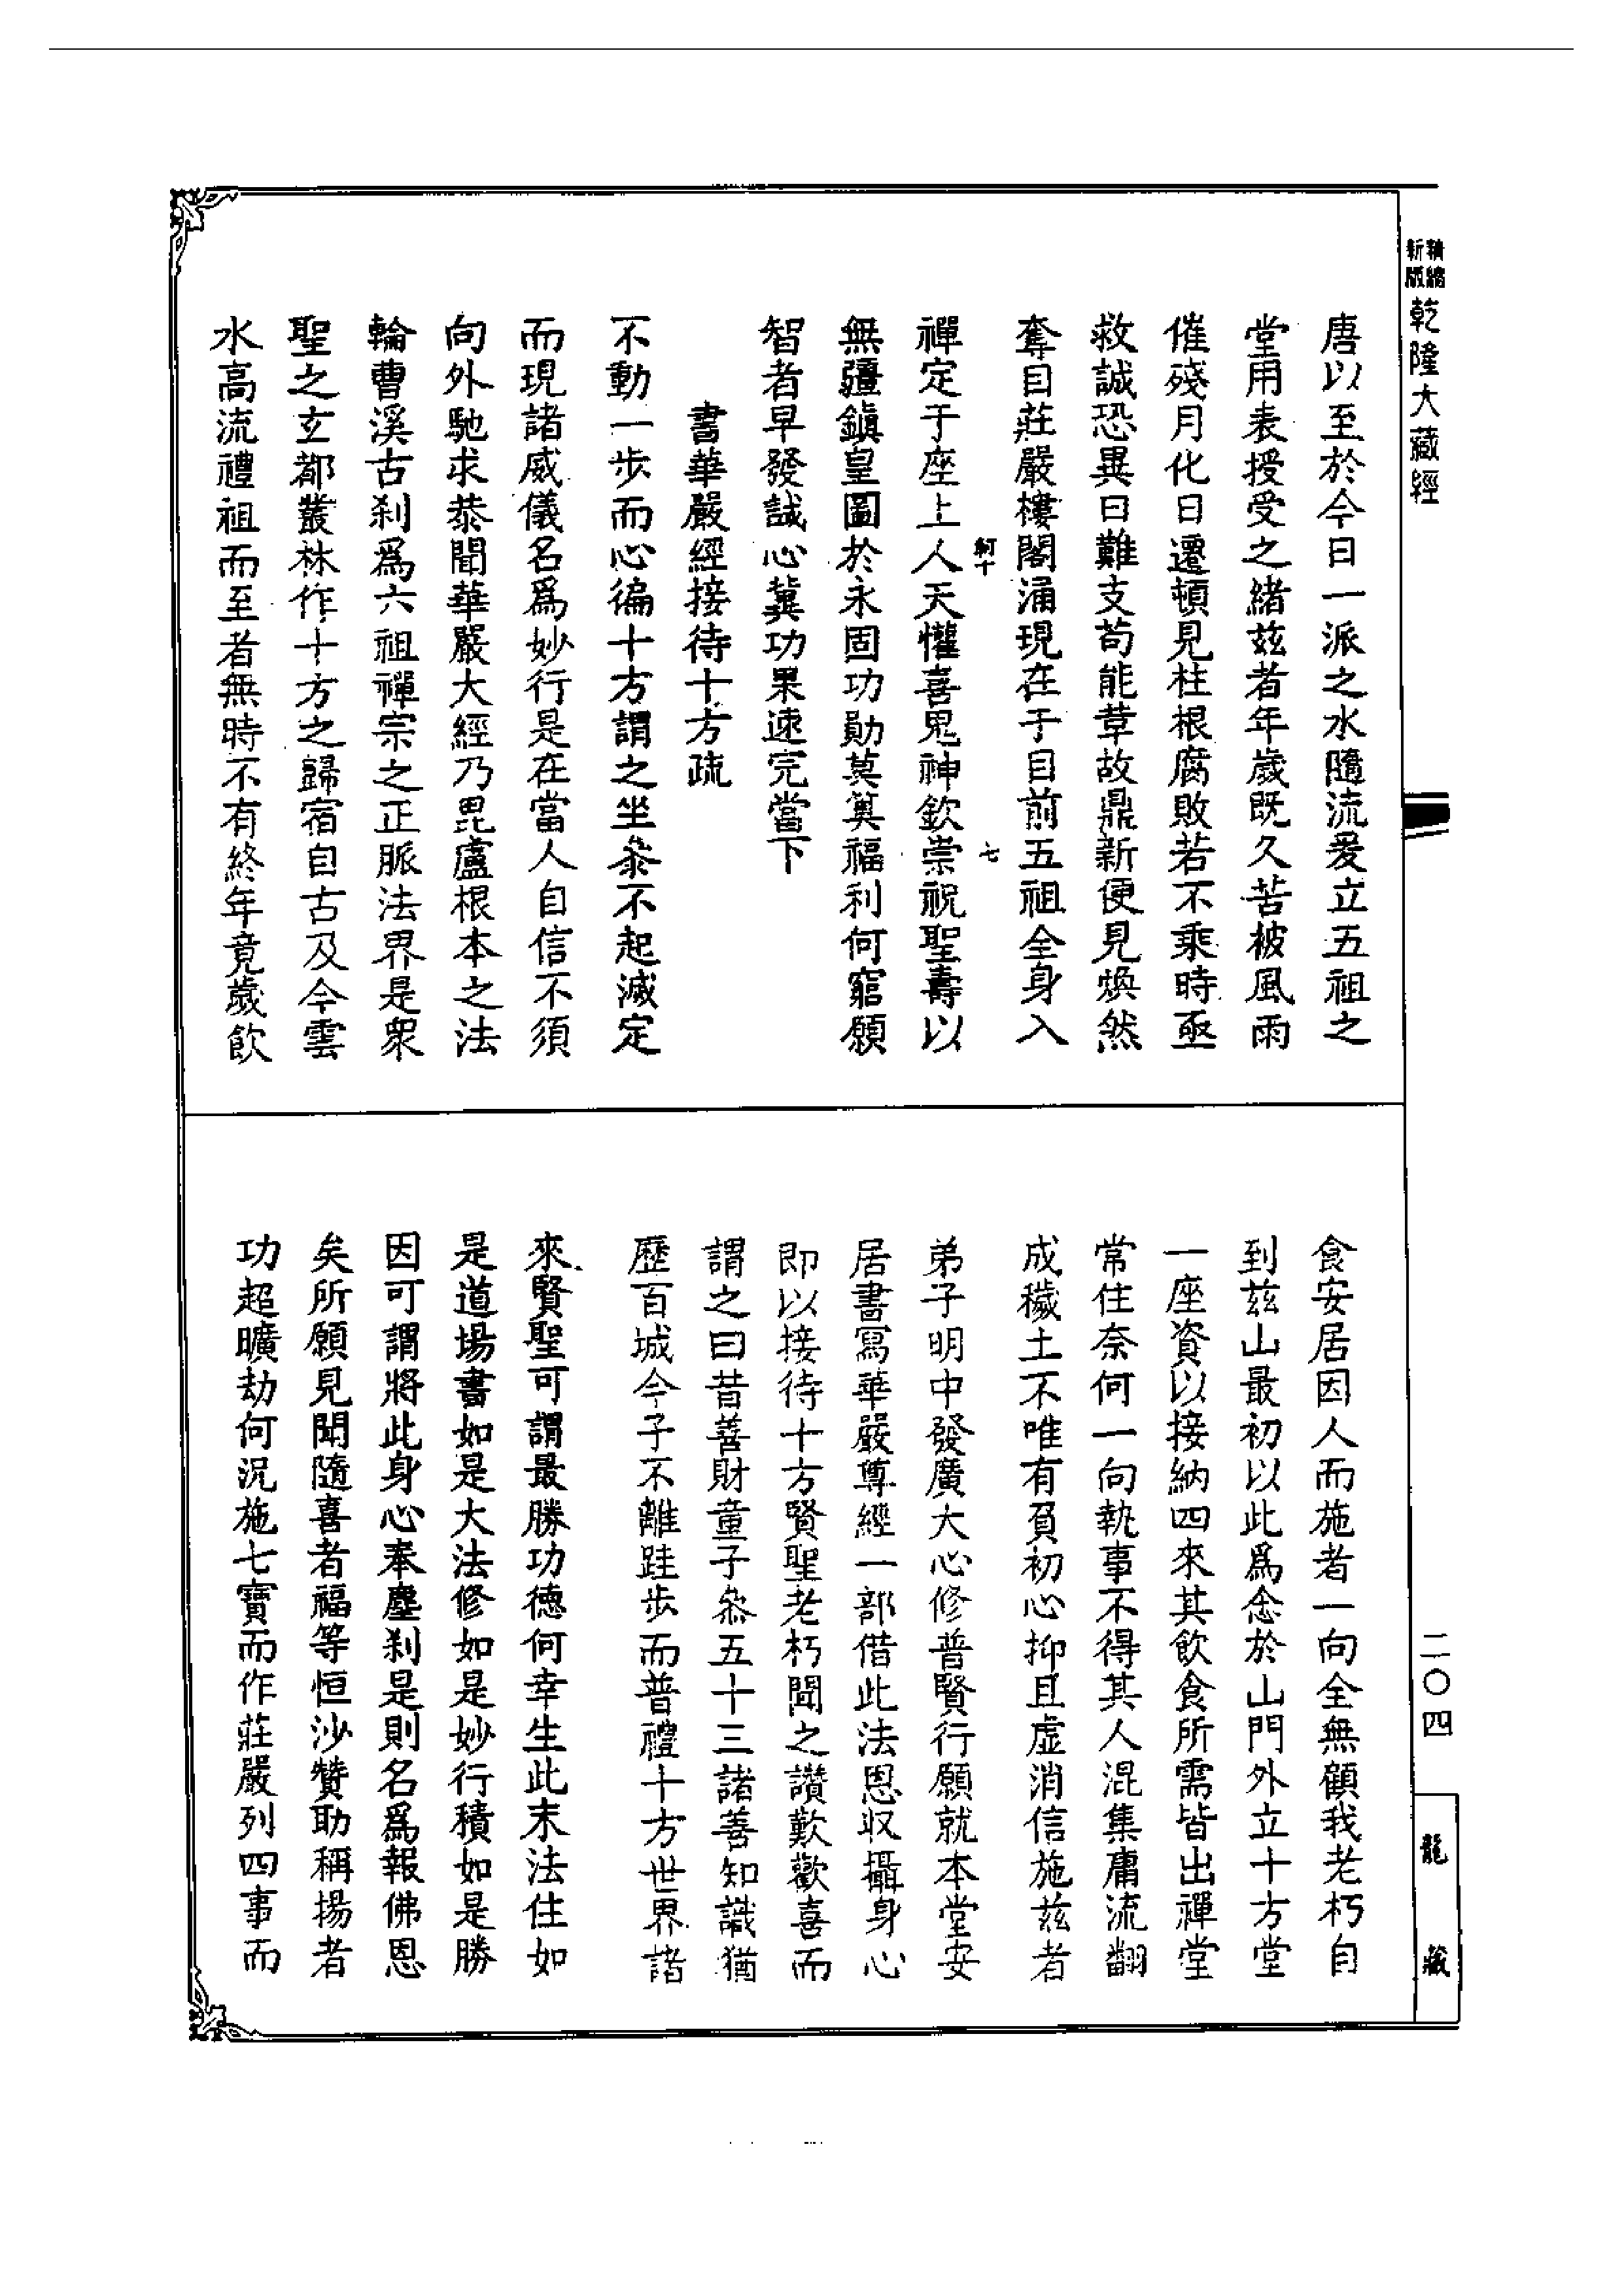 精縮
新版
乾隆大藏經
唐以至於今日一派之水隨流爰立五祖之
堂用表授受之緒茲者年歲既久苦被風雨
催殘月化日遷頓見柱根腐敗若不乘時亟
救誠恐異日難支苟能革故鼎新便見煥然
奪目莊嚴樓閣涌現在于目前五祖全身入
軻十
七
禪定于座上人天懽喜鬼神欽崇祝聖壽以
無疆鎮皇圖於永固功勛莫算福利何窮願
智者早發誠心冀功果速完當下
書華嚴經接待十方疏
不動一步而心徧十方謂之坐叅不起滅定
而現諸威儀名爲妙行是在當人自信不須
向外馳求恭聞華嚴大經乃毘盧根本之法
輪曹溪古刹爲六祖禪宗之正脈法界是衆
聖之玄都叢林作十方之歸宿自古及今雲
水高流禮祖而至者無時不有終年竟歲飲
食安居因人而施者一向全無顧我老朽自
到茲山最初以此爲念於山門外立十方堂
一座資以接納四來其飲食所需皆出禪堂
常住奈何一向執事不得其人混集庸流翻
成穢土不唯有負初心抑且虛消信施茲者
弟子明中發廣大心修普賢行願就本堂安
居書寫華嚴尊經一部借此法恩収攝身心
即以接待十方賢聖老朽聞之讚歎歡喜而
謂之曰昔善財童子叅五十三諸善知識猶
歷百城今子不離跬步而普禮十方世界諸
來賢聖可謂最勝功德何幸生此末法住如
是道場書如是大法修如是妙行積如是勝
因可謂將此身心奉塵刹是則名爲報佛恩
矣所願見聞隨喜者福等恒沙贊助稱揚者
功超曠劫何況施七寶而作莊嚴列四事而
二〇四
龍藏